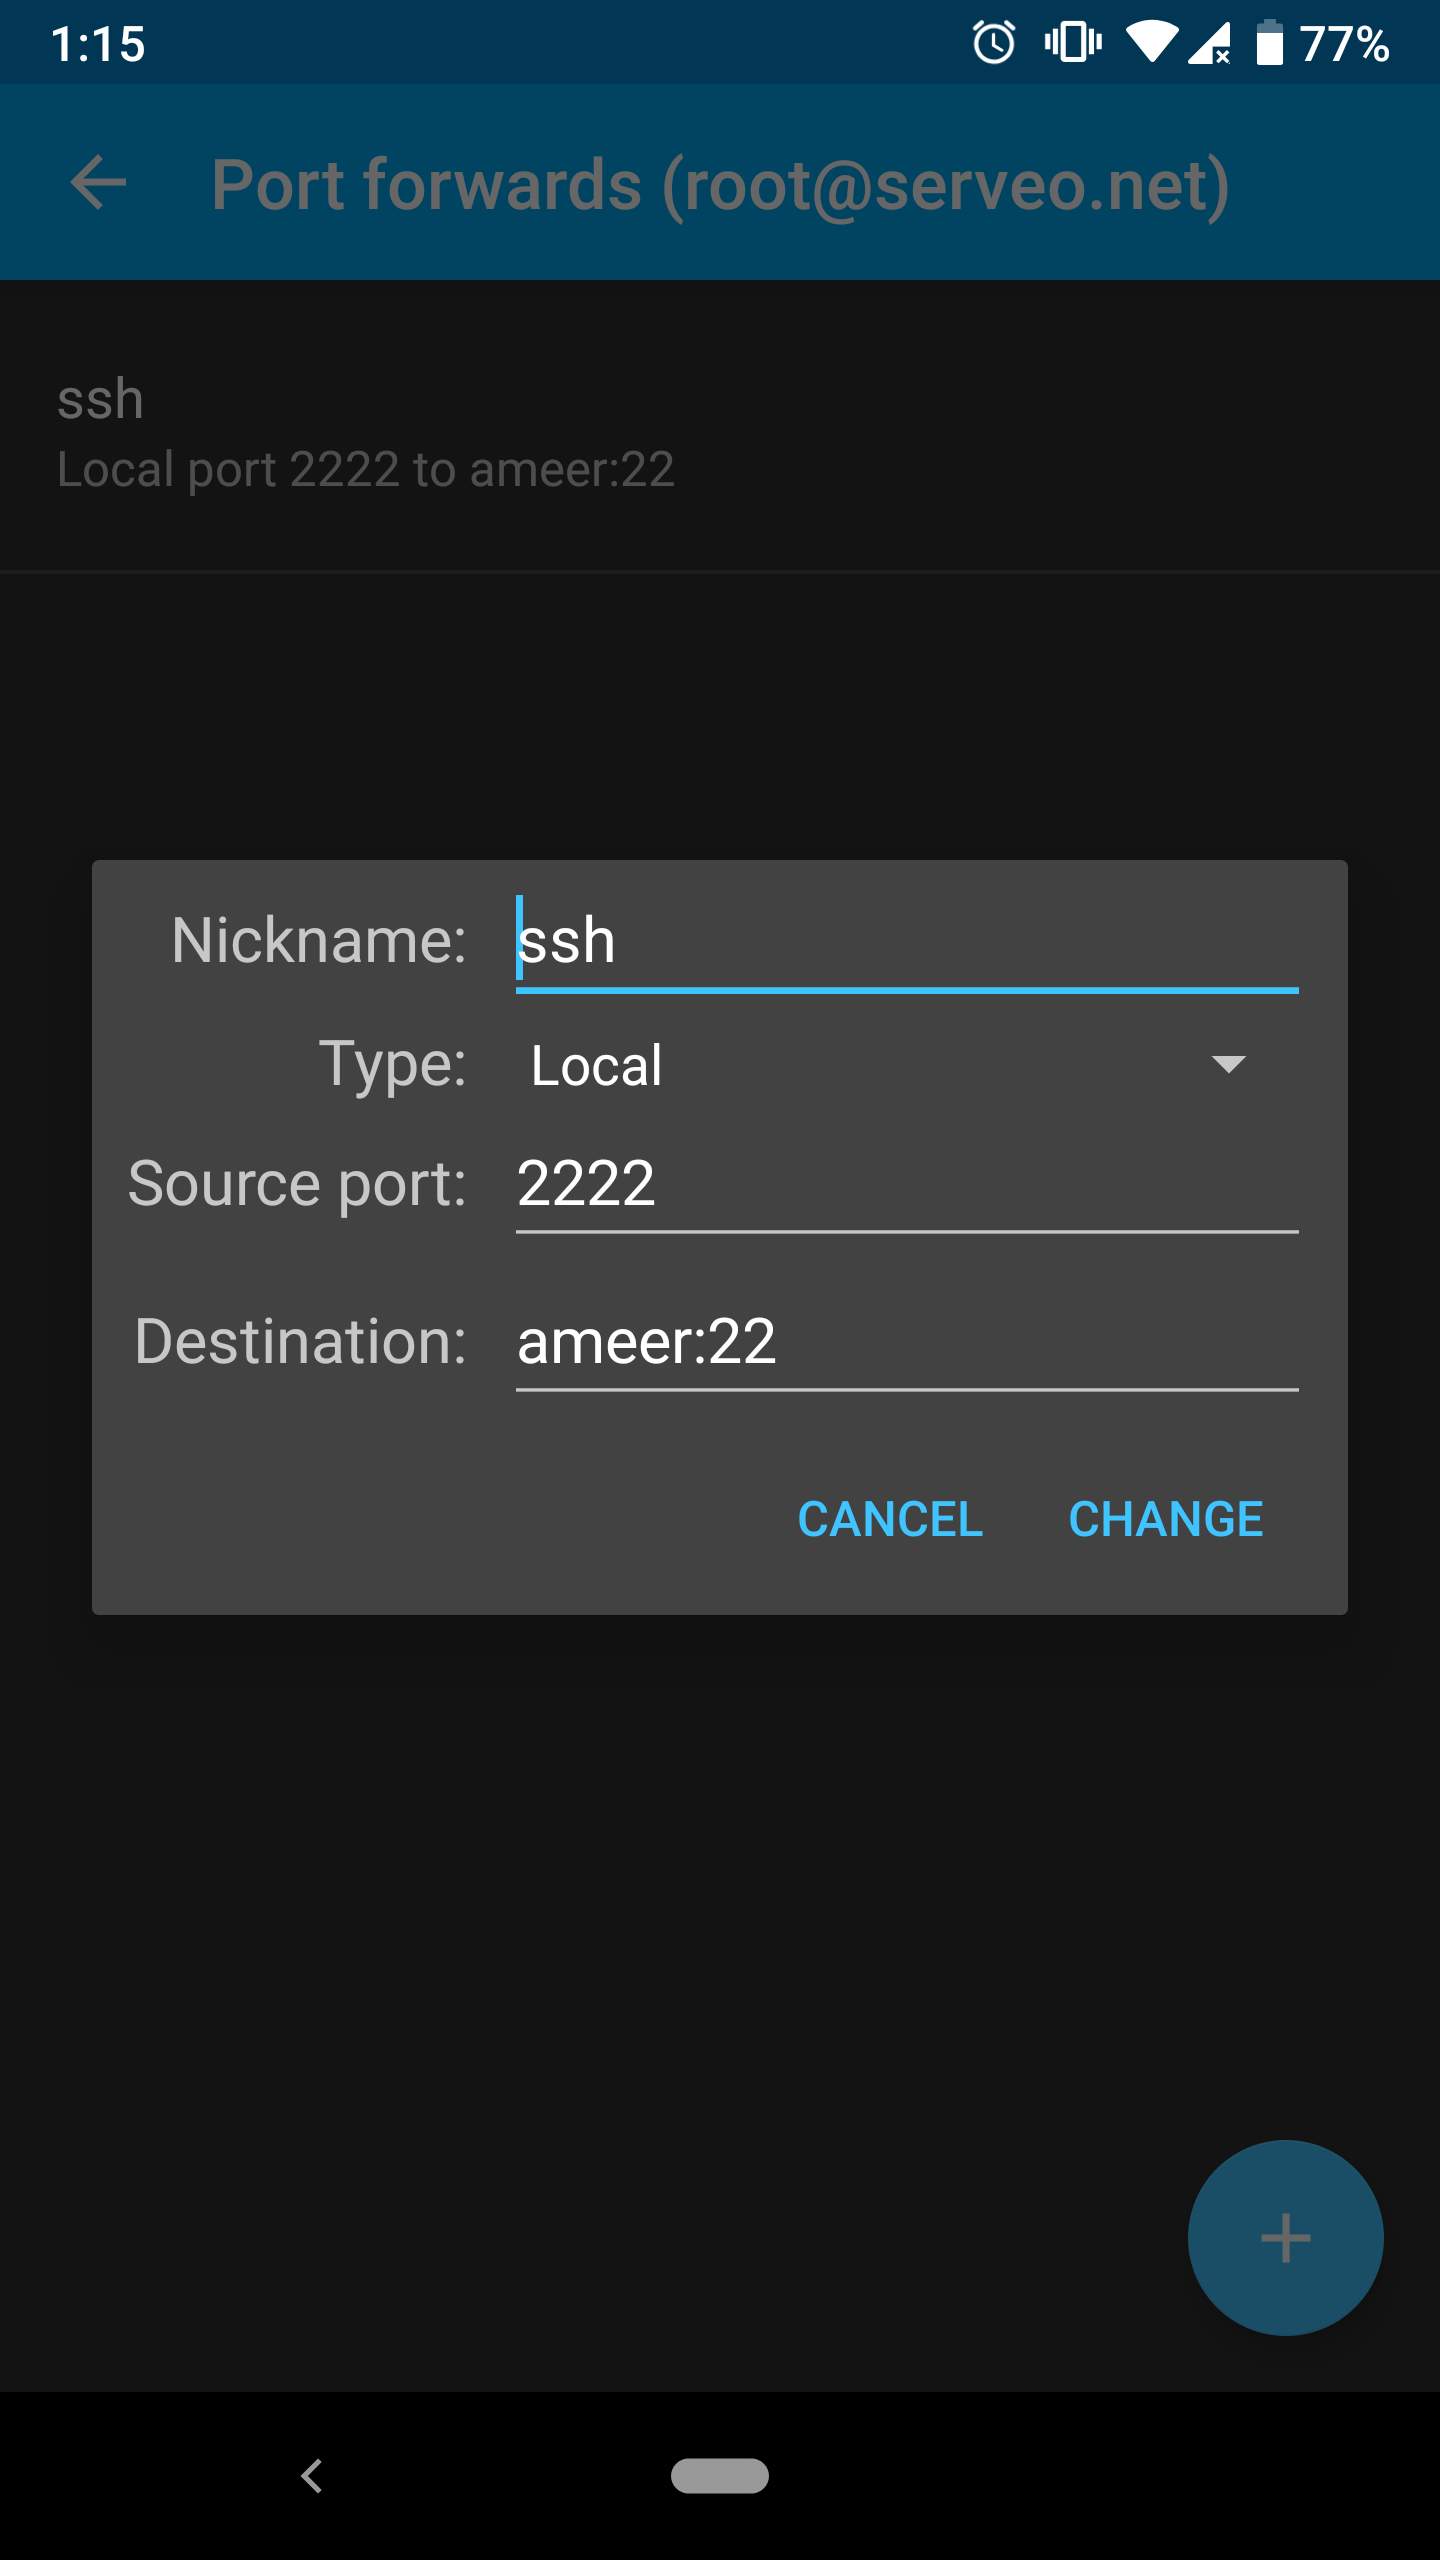 1:15 77%
Port forwards (root@serveo.net)
ssh
Local port 2222 to ameer:22
Nickname: ssh
Type: Local
Source port: 2222
Destination: ameer:22
CANCEL CHANGE